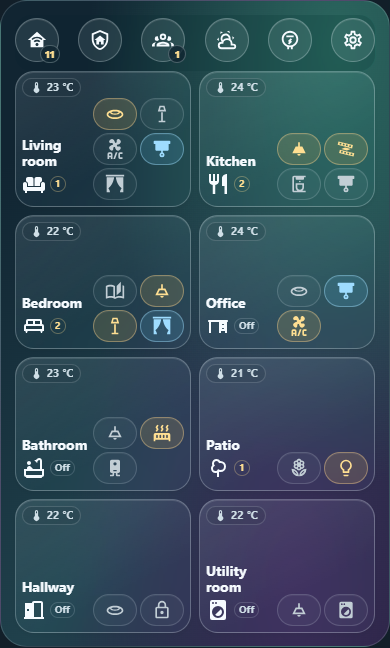 11
1
23 °C
Living
room
1
A/C
24 °C
Kitchen
2
22 °C
Bedroom
2
24 °C
Office
Off
A/C
23 °C
Bathroom
Off
21 °C
Patio
1
22 °C
Hallway
Off
22 °C
Utility
room
Off